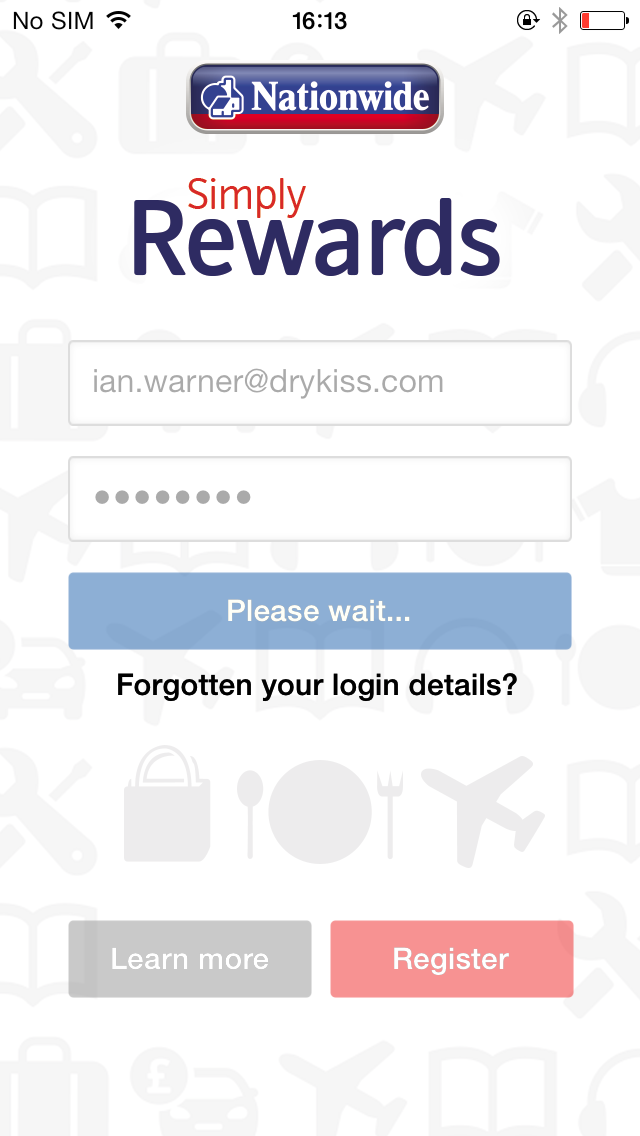 No SIM 16:13
Nationwide
Simply
Rewards
ian.warner@drykiss.com
••••••••
Please wait...
Forgotten your login details?
Learn more Register
£
£